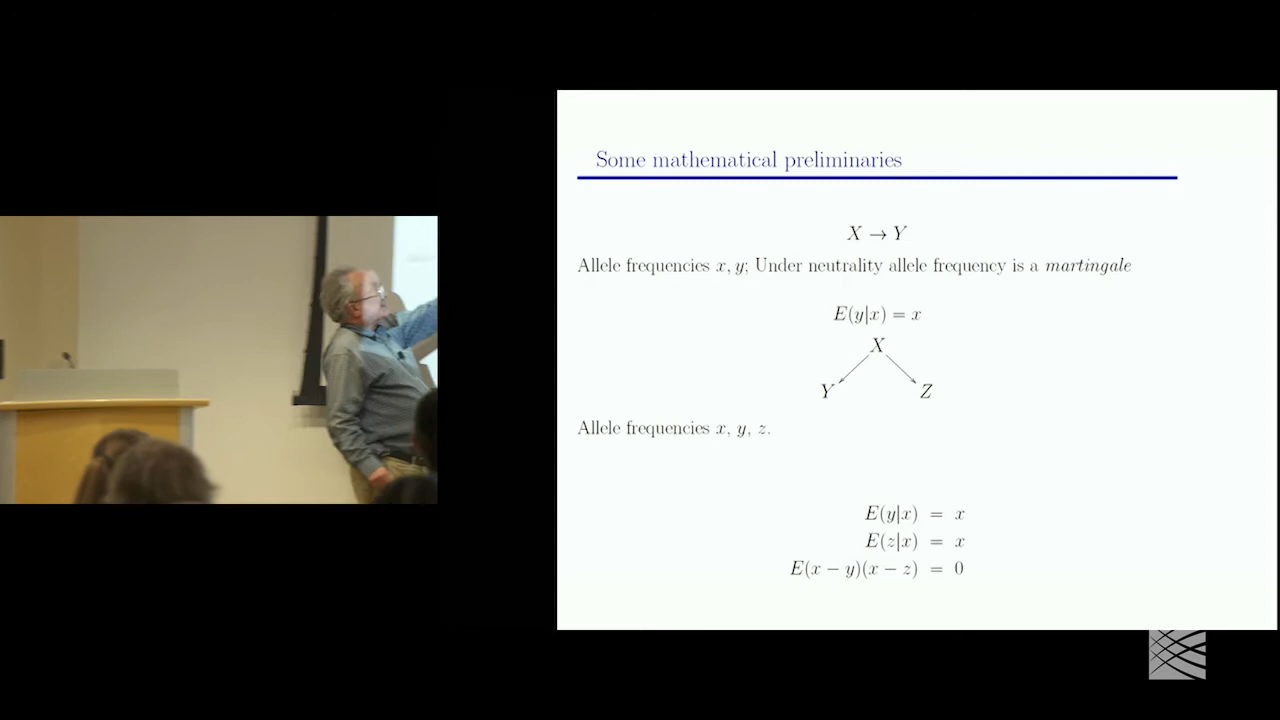 Some mathematical preliminaries
X → Y
Allele frequencies x, y; Under neutrality allele frequency is a martingale
E(y|x) = x
X
Y Z
Allele frequencies x, y, z.
E(y|x) = x
E(z|x) = x
E(x − y)(x − z) = 0